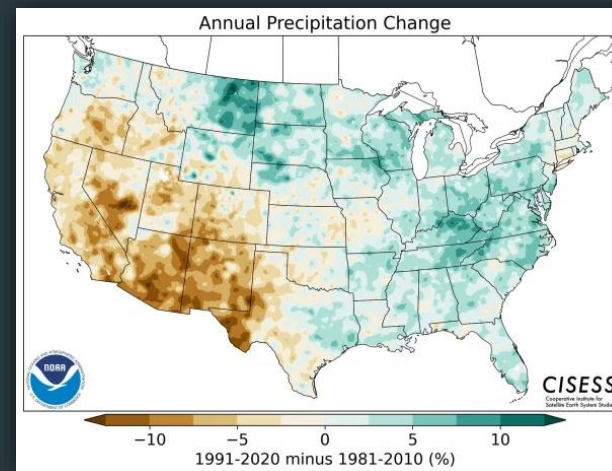 Annual Precipitation Change
NOAA
CISESS
Cooperative Institute for
Satellite Earth System Studies
−10 −5 0 5 10
1991-2020 minus 1981-2010 (%)